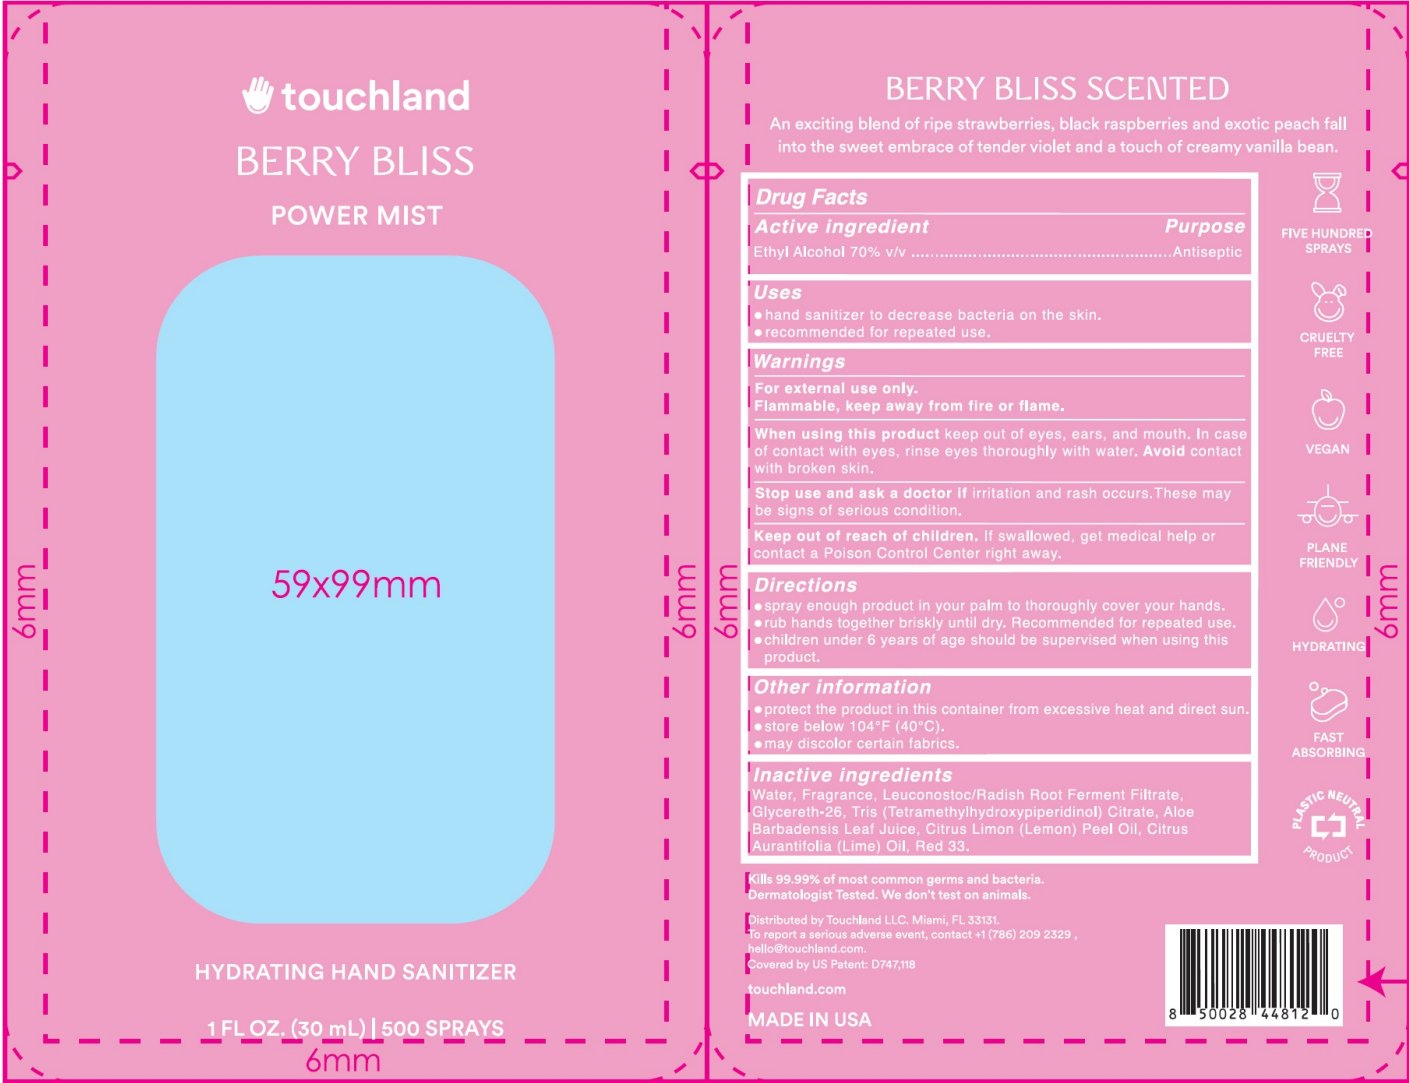 touchland
BERRY BLISS
POWER MIST
59x99mm
6mm
6mm
HYDRATING HAND SANITIZER
1 FL OZ. (30 mL) | 500 SPRAYS
6mm
BERRY BLISS SCENTED
An exciting blend of ripe strawberries, black raspberries and exotic peach fall
into the sweet embrace of tender violet and a touch of creamy vanilla bean.
Drug Facts
Active ingredient Purpose
Ethyl Alcohol 70% v/v ........................................................Antiseptic
Uses
● hand sanitizer to decrease bacteria on the skin.
● recommended for repeated use.
Warnings
For external use only.
Flammable, keep away from fire or flame.
When using this product keep out of eyes, ears, and mouth. In case
of contact with eyes, rinse eyes thoroughly with water. Avoid contact
with broken skin.
Stop use and ask a doctor if irritation and rash occurs.These may
be signs of serious condition.
Keep out of reach of children. If swallowed, get medical help or
contact a Poison Control Center right away.
Directions
● spray enough product in your palm to thoroughly cover your hands.
● rub hands together briskly until dry. Recommended for repeated use.
● children under 6 years of age should be supervised when using this
product.
Other information
● protect the product in this container from excessive heat and direct sun.
● store below 104°F (40°C).
● may discolor certain fabrics.
Inactive ingredients
Water, Fragrance, Leuconostoc/Radish Root Ferment Filtrate,
Glycereth-26, Tris (Tetramethylhydroxypiperidinol) Citrate, Aloe
Barbadensis Leaf Juice, Citrus Limon (Lemon) Peel Oil, Citrus
Aurantifolia (Lime) Oil, Red 33.
Kills 99.99% of most common germs and bacteria.
Dermatologist Tested. We don't test on animals.
Distributed by Touchland LLC. Miami, FL 33131.
To report a serious adverse event, contact +1 (786) 209 2329 ,
hello@touchland.com.
Covered by US Patent: D747,118
touchland.com
MADE IN USA
FIVE HUNDRED
SPRAYS
CRUELTY
FREE
VEGAN
PLANE
FRIENDLY
HYDRATING
FAST
ABSORBING
PLASTIC NEUTRAL
PRODUCT
6mm
6mm
8 50028 44812 0